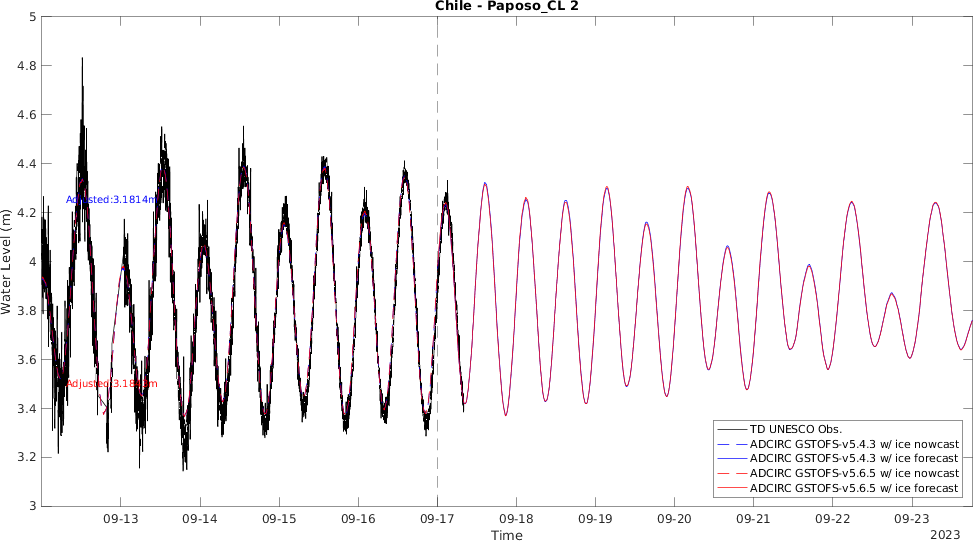 Chile - Paposo_CL 2
5
4.8
4.6
4.4
4.2
4
3.8
3.6
3.4
3.2
3
Water Level (m)
Adjusted:3.1814m
TD UNESCO Obs.
ADCIRC GSTOFS-v5.4.3 w/ ice nowcast
ADCIRC GSTOFS-v5.4.3 w/ ice forecast
ADCIRC GSTOFS-v5.6.5 w/ ice nowcast
ADCIRC GSTOFS-v5.6.5 w/ ice forecast
09-13
09-14
09-15
09-16
09-17
09-18
09-19
09-20
09-21
09-22
09-23
Time
2023